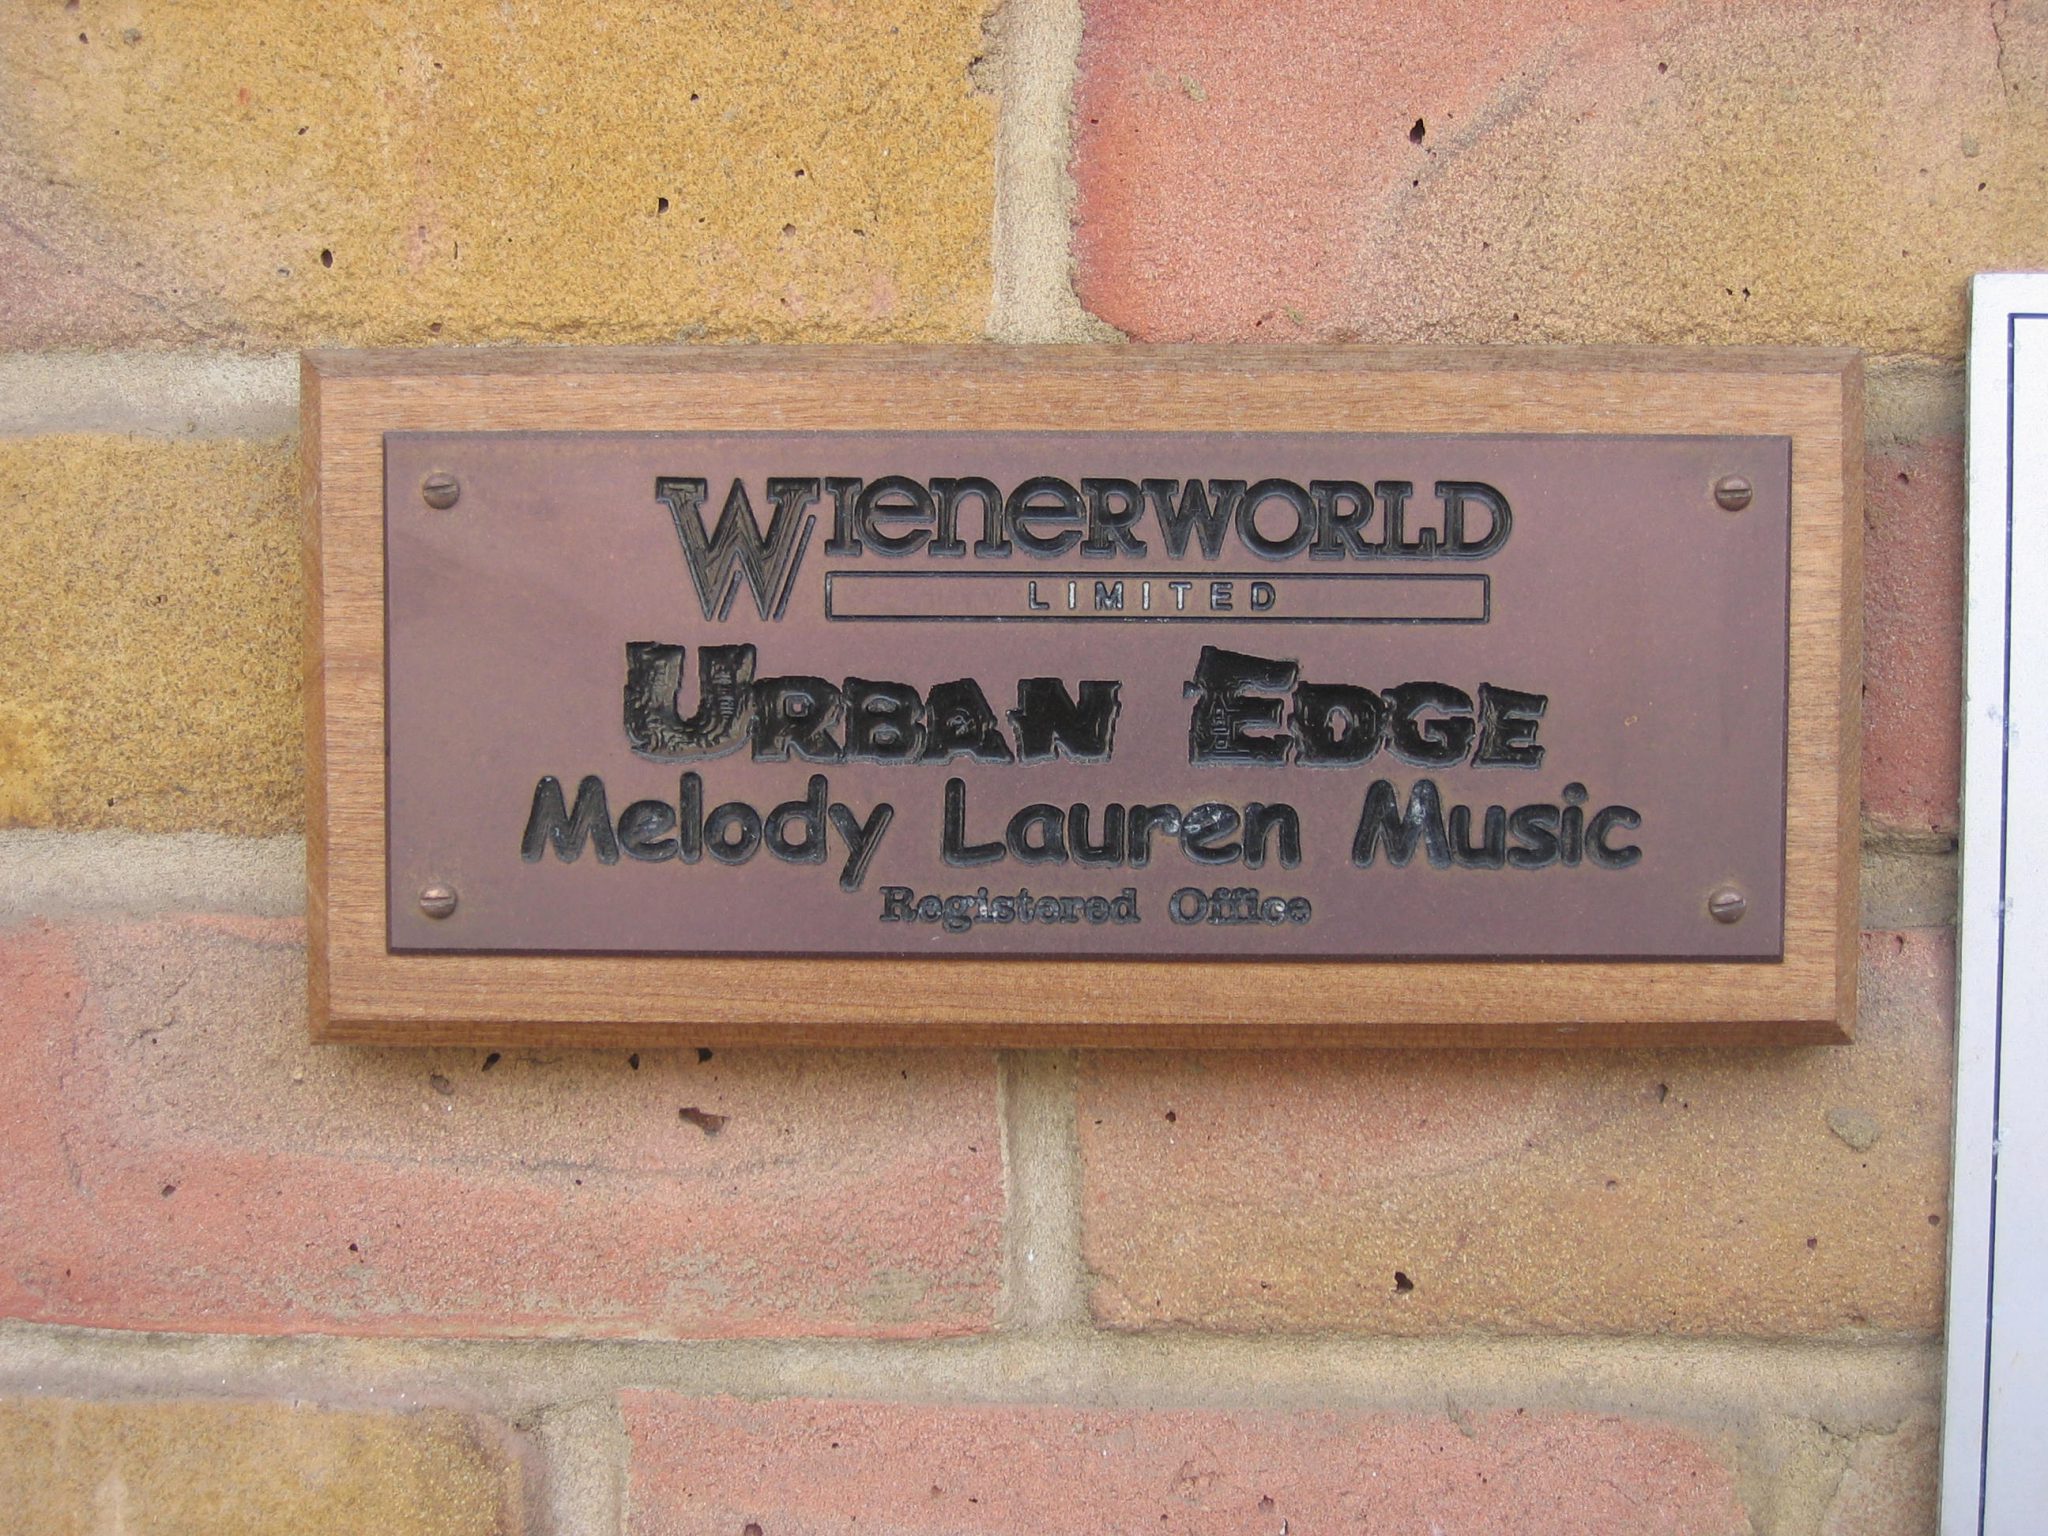 WIENERWORLD
LIMITED
URBAN EDGE
Melody Lauren Music
Registered Office